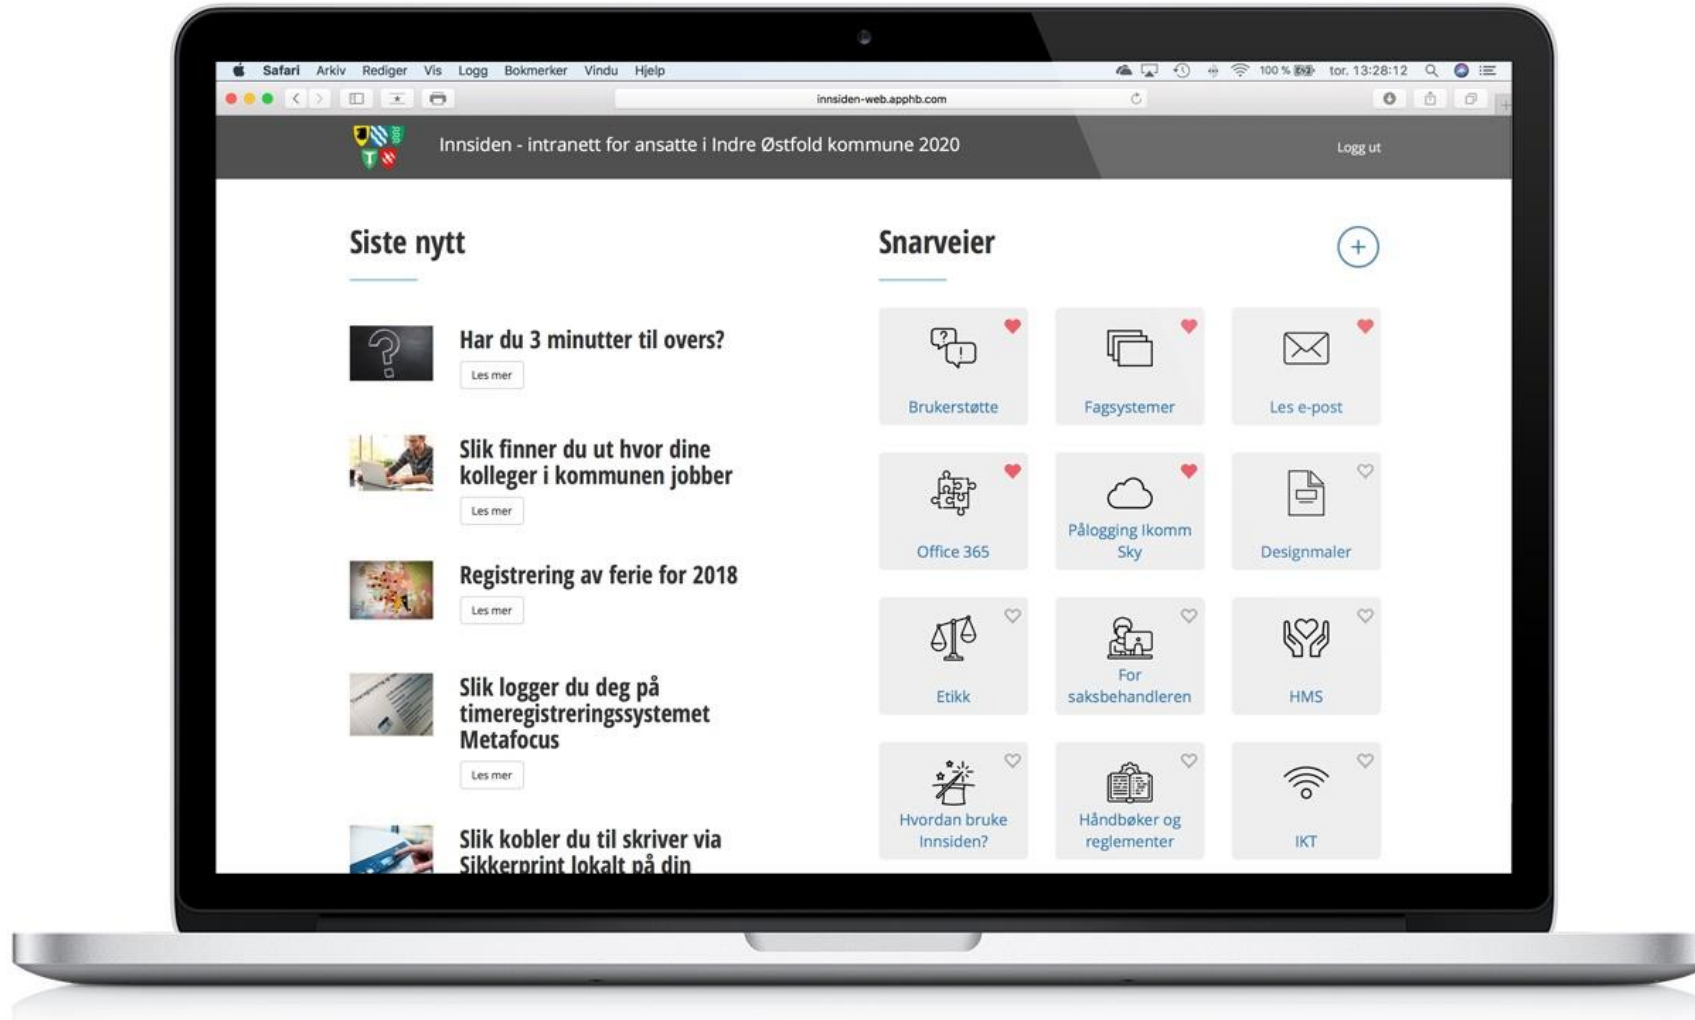 Safari Arkiv Rediger Vis Logg Bokmerker Vindu Hjelp
100 %
tor. 13:28:12
innsiden-web.apphb.com
Innsiden - intranett for ansatte i Indre Østfold kommune 2020
Logg ut
Siste nytt
Har du 3 minutter til overs?
Les mer
Slik finner du ut hvor dine
kolleger i kommunen jobber
Les mer
Registrering av ferie for 2018
Les mer
Slik logger du deg på
timeregistreringssystemet
Metafocus
Les mer
Slik kobler du til skriver via
Sikkerprint lokalt på din
Snarveier
Brukerstøtte
Fagsystemer
Les e-post
Office 365
Pålogging Ikomm
Sky
Designmaler
Etikk
For
saksbehandleren
HMS
Hvordan bruke
Innsiden?
Håndbøker og
reglementer
IKT